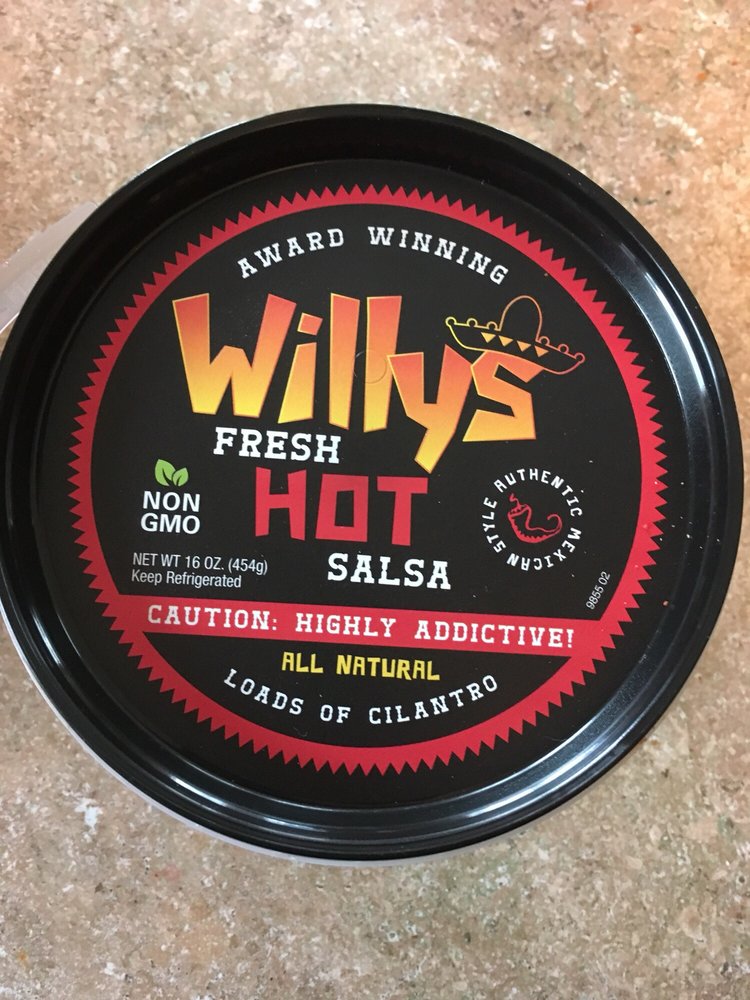 AWARD WINNING
Willys
FRESH
HOT
SALSA
NON
GMO
AUTHENTIC MEXICAN STYLE
NET WT 16 OZ. (454g)
Keep Refrigerated
9855 02
CAUTION: HIGHLY ADDICTIVE!
ALL NATURAL
LOADS OF CILANTRO